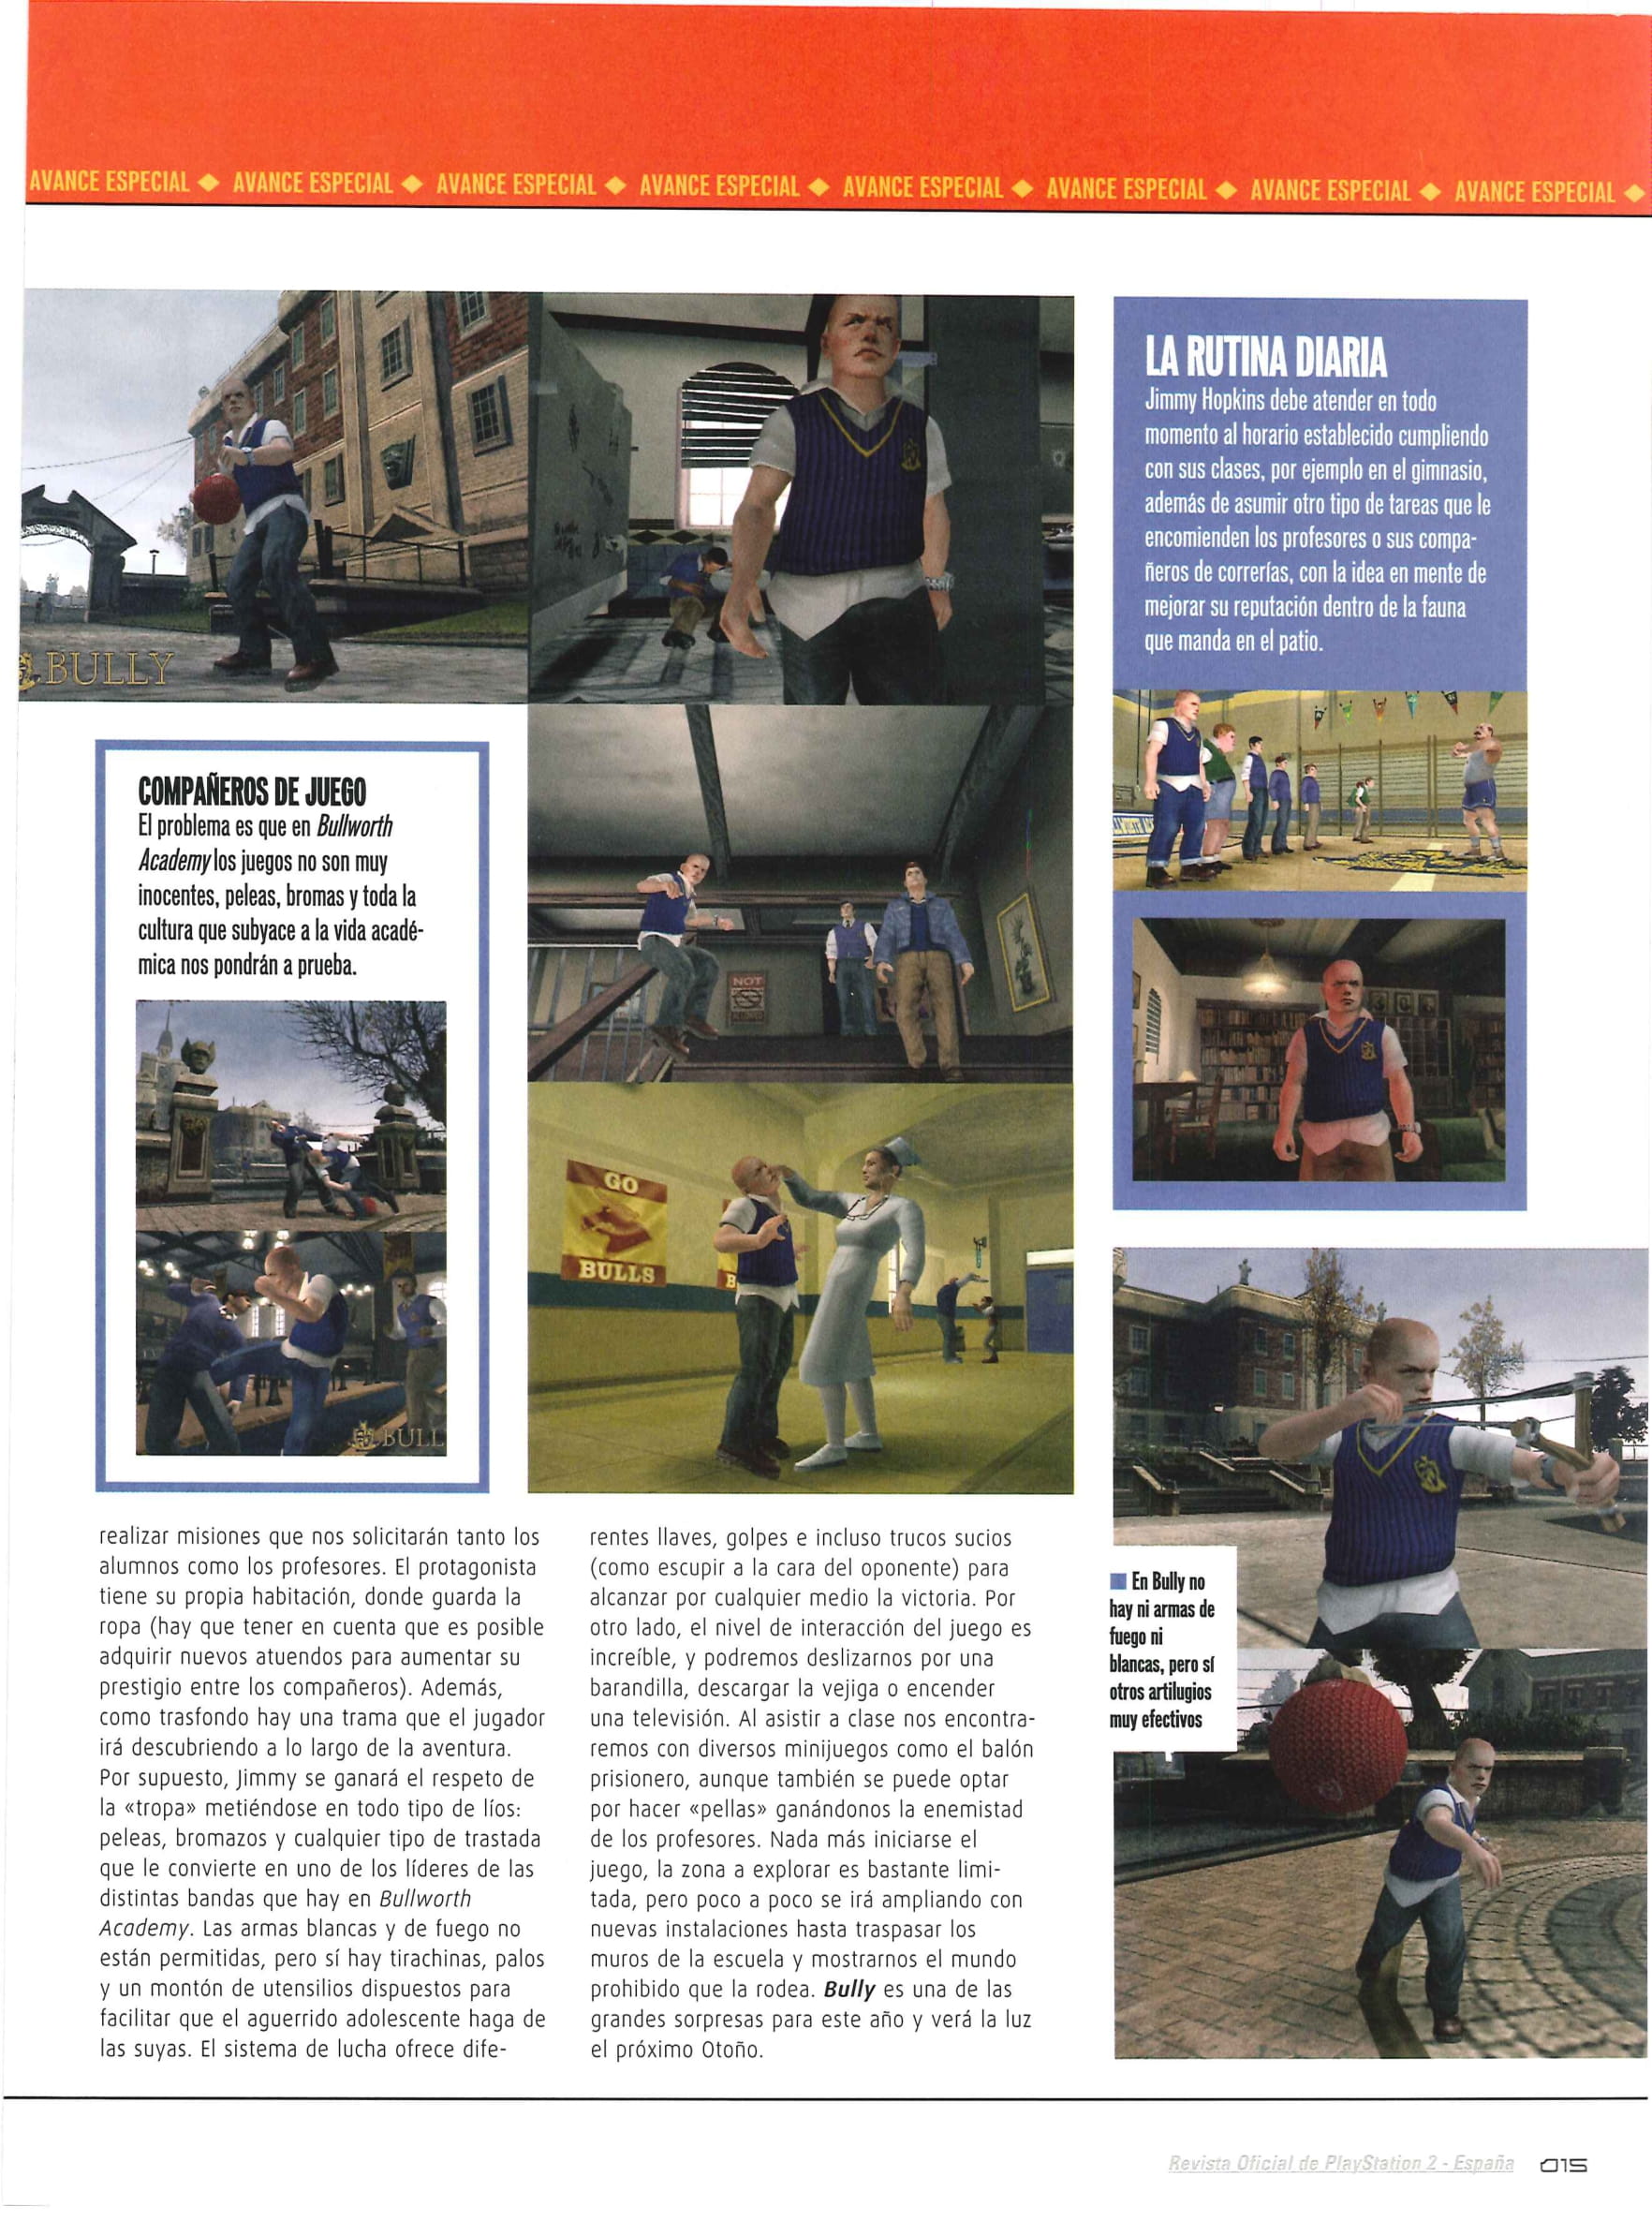 AVANCE ESPECIAL ◆ AVANCE ESPECIAL ◆ AVANCE ESPECIAL ◆ AVANCE ESPECIAL ◆ AVANCE ESPECIAL ◆ AVANCE ESPECIAL ◆ AVANCE ESPECIAL ◆ AVANCE ESPECIAL ◆
BULLY
COMPAÑEROS DE JUEGO
El problema es que en Bullworth
Academy los juegos no son muy
inocentes, peleas, bromas y toda la
cultura que subyace a la vida acadé-
mica nos pondrán a prueba.
BULL
NOT
GO
BULLS
B
LA RUTINA DIARIA
Jimmy Hopkins debe atender en todo
momento al horario establecido cumpliendo
con sus clases, por ejemplo en el gimnasio,
además de asumir otro tipo de tareas que le
encomienden los profesores o sus compa-
ñeros de correrías, con la idea en mente de
mejorar su reputación dentro de la fauna
que manda en el patio.
realizar misiones que nos solicitarán tanto los
alumnos como los profesores. El protagonista
tiene su propia habitación, donde guarda la
ropa (hay que tener en cuenta que es posible
adquirir nuevos atuendos para aumentar su
prestigio entre los compañeros). Además,
como trasfondo hay una trama que el jugador
irá descubriendo a lo largo de la aventura.
Por supuesto, Jimmy se ganará el respeto de
la «tropa» metiéndose en todo tipo de líos:
peleas, bromazos y cualquier tipo de trastada
que le convierte en uno de los líderes de las
distintas bandas que hay en Bullworth
Academy. Las armas blancas y de fuego no
están permitidas, pero sí hay tirachinas, palos
y un montón de utensilios dispuestos para
facilitar que el aguerrido adolescente haga de
las suyas. El sistema de lucha ofrece dife-
rentes llaves, golpes e incluso trucos sucios
(como escupir a la cara del oponente) para
alcanzar por cualquier medio la victoria. Por
otro lado, el nivel de interacción del juego es
increíble, y podremos deslizarnos por una
barandilla, descargar la vejiga o encender
una televisión. Al asistir a clase nos encontra-
remos con diversos minijuegos como el balón
prisionero, aunque también se puede optar
por hacer «pellas» ganándonos la enemistad
de los profesores. Nada más iniciarse el
juego, la zona a explorar es bastante limi-
tada, pero poco a poco se irá ampliando con
nuevas instalaciones hasta traspasar los
muros de la escuela y mostrarnos el mundo
prohibido que la rodea. Bully es una de las
grandes sorpresas para este año y verá la luz
el próximo Otoño.
En Bully no
hay ni armas de
fuego ni
blancas, pero sí
otros artilugios
muy efectivos
Revista Oficial de PlayStation 2 - España 015